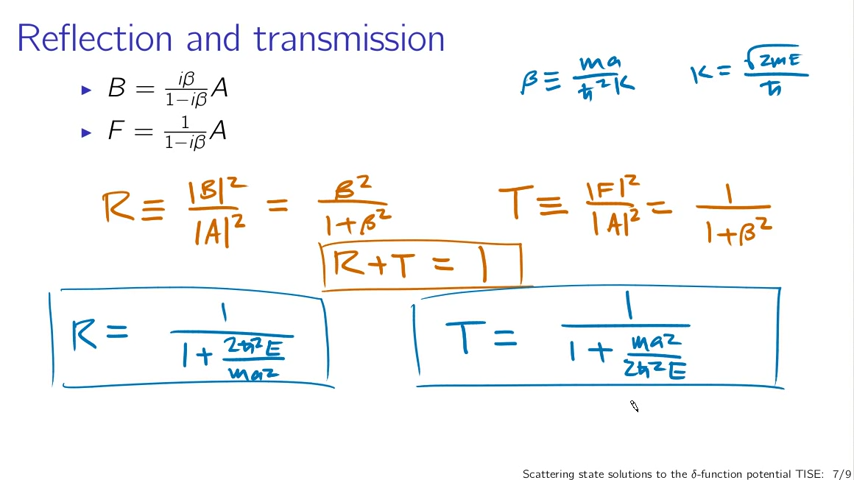 Reflection and transmission
► B = iβ/(1−iβ) A
► F = 1/(1−iβ) A
β ≡ ma/(ħ²K)
K = √(2mE)/ħ
R ≡ |B|²/|A|² = β²/(1+β²)
T ≡ |F|²/|A|² = 1/(1+β²)
R+T = 1
R = 1/(1 + 2ħ²E/ma²)
T = 1/(1 + ma²/2ħ²E)
Scattering state solutions to the δ-function potential TISE: 7/9